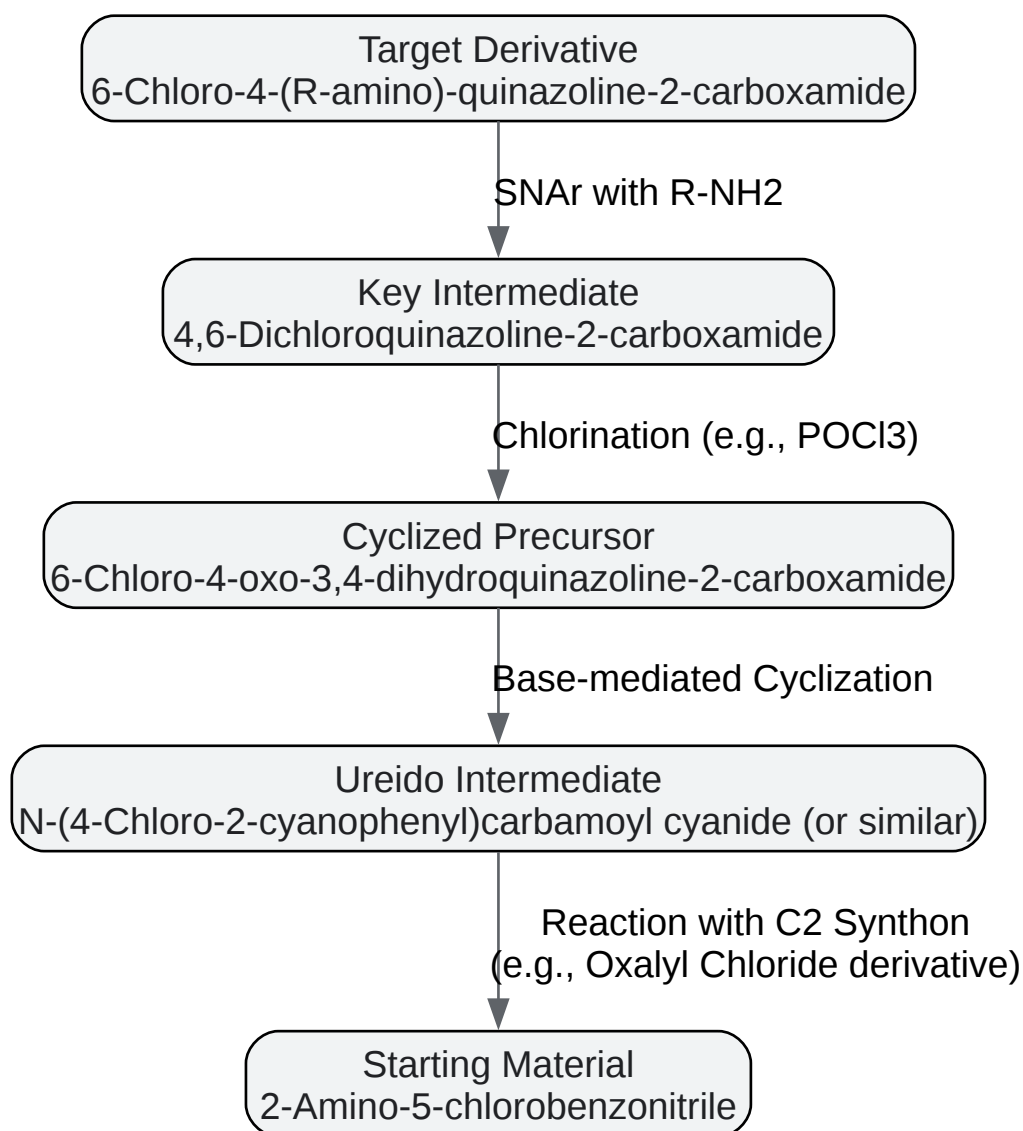 Target Derivative
6-Chloro-4-(R-amino)-quinazoline-2-carboxamide
SNAr with R-NH2
Key Intermediate
4,6-Dichloroquinazoline-2-carboxamide
Chlorination (e.g., POCl3)
Cyclized Precursor
6-Chloro-4-oxo-3,4-dihydroquinazoline-2-carboxamide
Base-mediated Cyclization
Ureido Intermediate
N-(4-Chloro-2-cyanophenyl)carbamoyl cyanide (or similar)
Reaction with C2 Synthon
(e.g., Oxalyl Chloride derivative)
Starting Material
2-Amino-5-chlorobenzonitrile